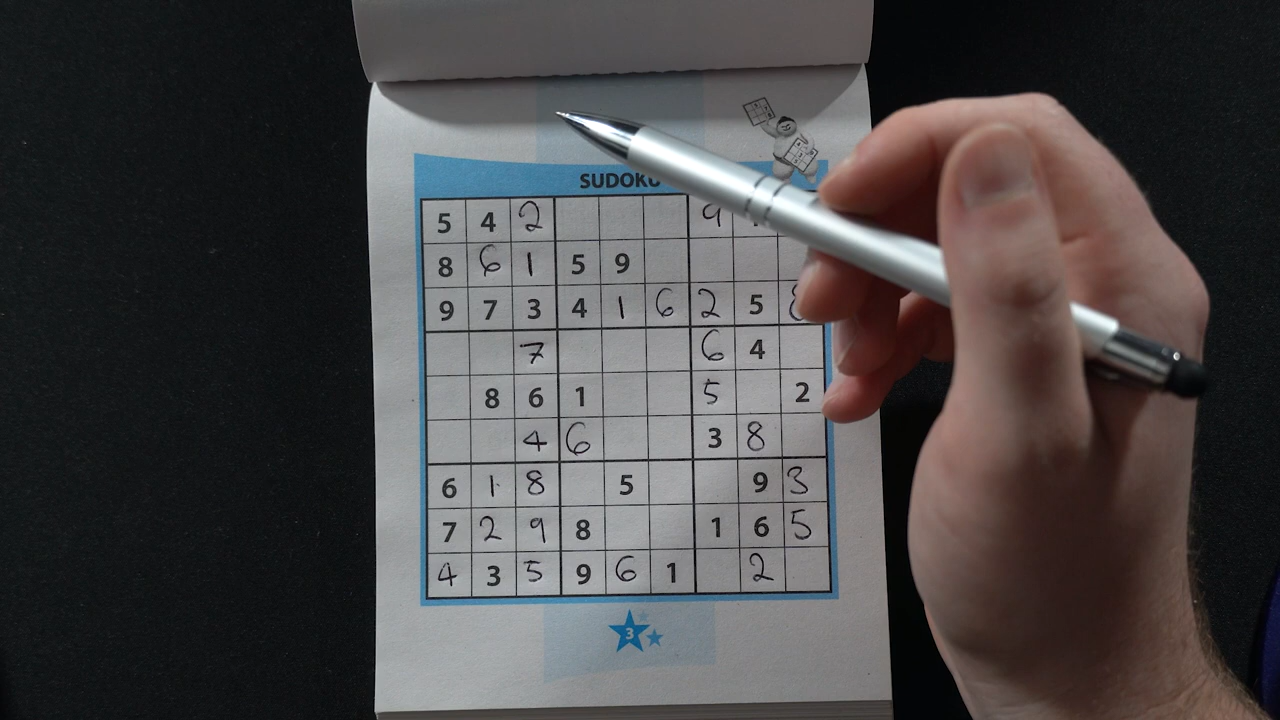 SUDOKU
5 4 2 9
8 6 1 5 9
9 7 3 4 1 6 2 5 8
7 6 4
8 6 1 5 2
4 6 3 8
6 1 8 5 9 3
7 2 9 8 1 6 5
4 3 5 9 6 1 2
3